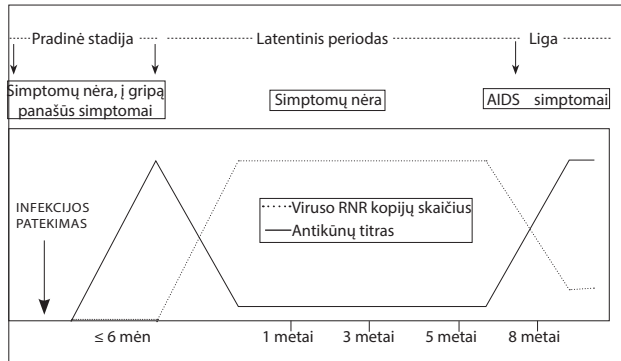 Pradinė stadija
Latentinis periodas
Liga
Simptomų nėra, į gripą
panašūs simptomai
Simptomų nėra
AIDS simptomai
INFEKCIJOS
PATEKIMAS
Viruso RNR kopijų skaičius
Antikūnų titras
≤ 6 mėn
1 metai
3 metai
5 metai
8 metai